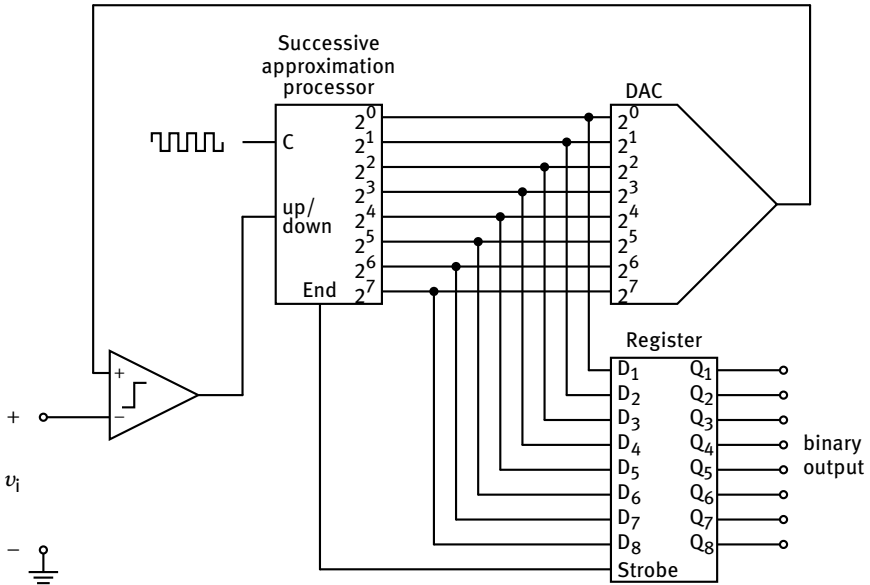 Successive
approximation
processor
DAC
C
up/
down
End
2⁰
2¹
2²
2³
2⁴
2⁵
2⁶
2⁷
2⁰
2¹
2²
2³
2⁴
2⁵
2⁶
2⁷
+
−
+
vᵢ
−
Register
D₁ Q₁
D₂ Q₂
D₃ Q₃
D₄ Q₄
D₅ Q₅
D₆ Q₆
D₇ Q₇
D₈ Q₈
Strobe
binary
output